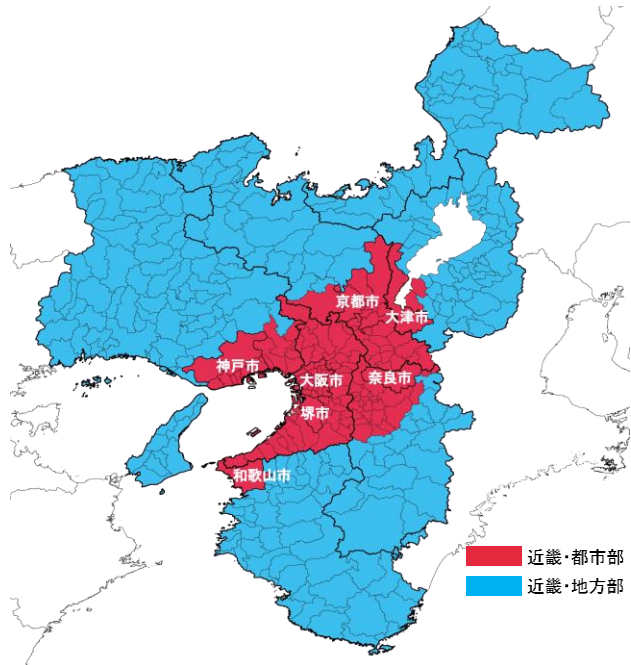 京都市
大津市
神戸市
大阪市
奈良市
堺市
和歌山市
近畿・都市部
近畿・地方部